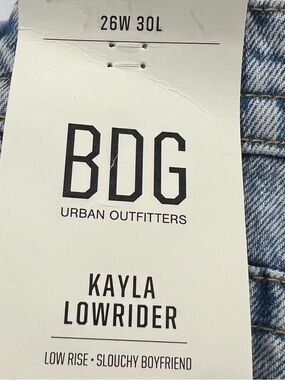 26W 30L
BDG
URBAN OUTFITTERS
KAYLA
LOWRIDER
LOW RISE • SLOUCHY BOYFRIEND